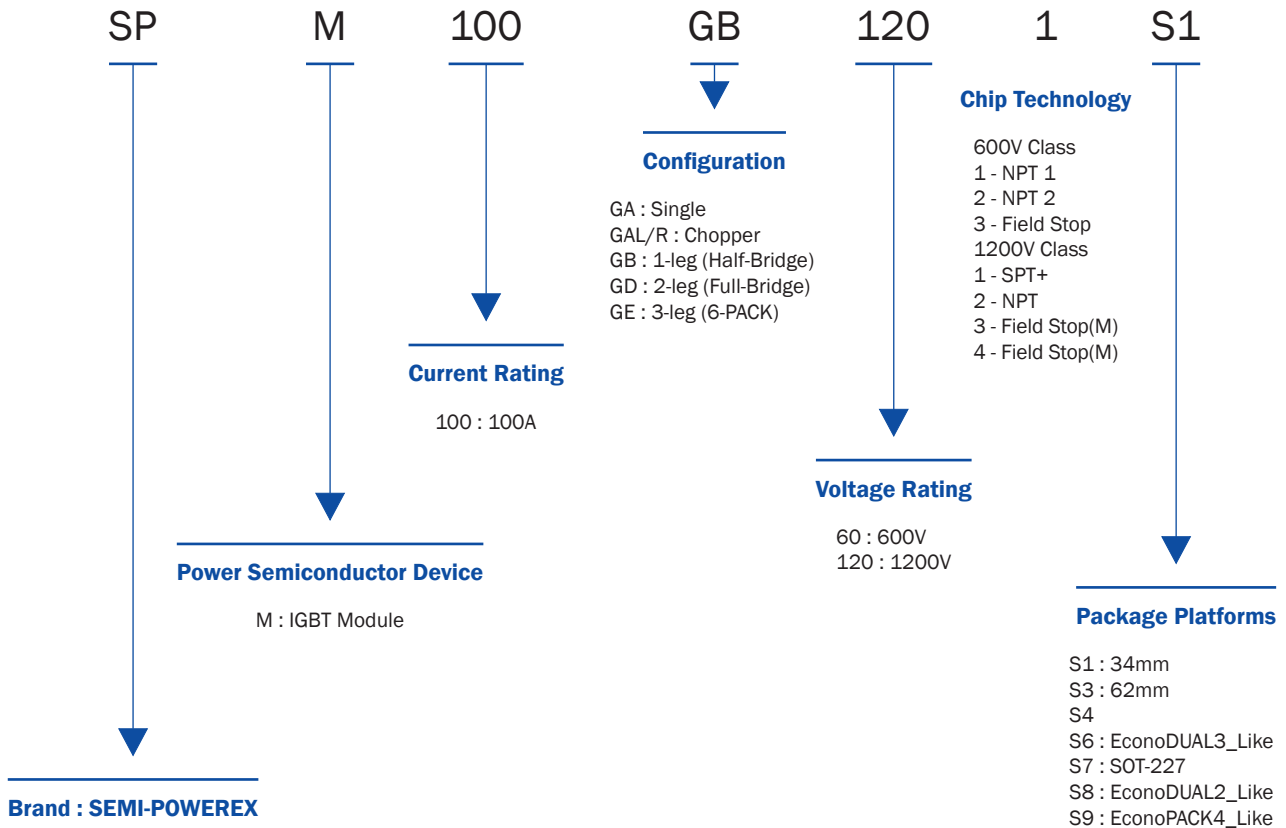 SP M 100 GB 120 1 S1
Chip Technology
600V Class
1 - NPT 1
2 - NPT 2
3 - Field Stop
1200V Class
1 - SPT+
2 - NPT
3 - Field Stop(M)
4 - Field Stop(M)
Configuration
GA : Single
GAL/R : Chopper
GB : 1-leg (Half-Bridge)
GD : 2-leg (Full-Bridge)
GE : 3-leg (6-PACK)
Current Rating
100 : 100A
Voltage Rating
60 : 600V
120 : 1200V
Power Semiconductor Device
M : IGBT Module
Package Platforms
S1 : 34mm
S3 : 62mm
S4
S6 : EconoDUAL3_Like
S7 : SOT-227
S8 : EconoDUAL2_Like
S9 : EconoPACK4_Like
Brand : SEMI-POWEREX